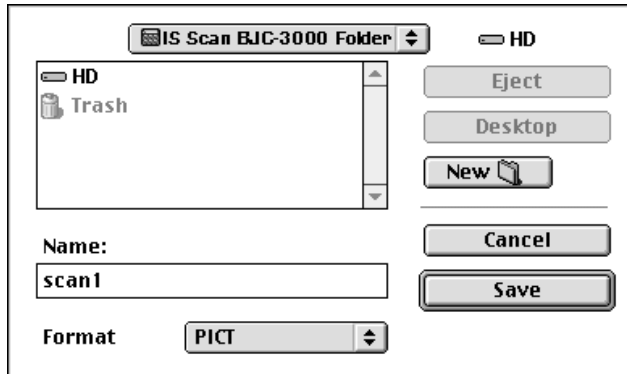 IS Scan BJC-3000 Folder
HD
HD
Trash
Eject
Desktop
New
Name:
scan1
Cancel
Save
Format
PICT